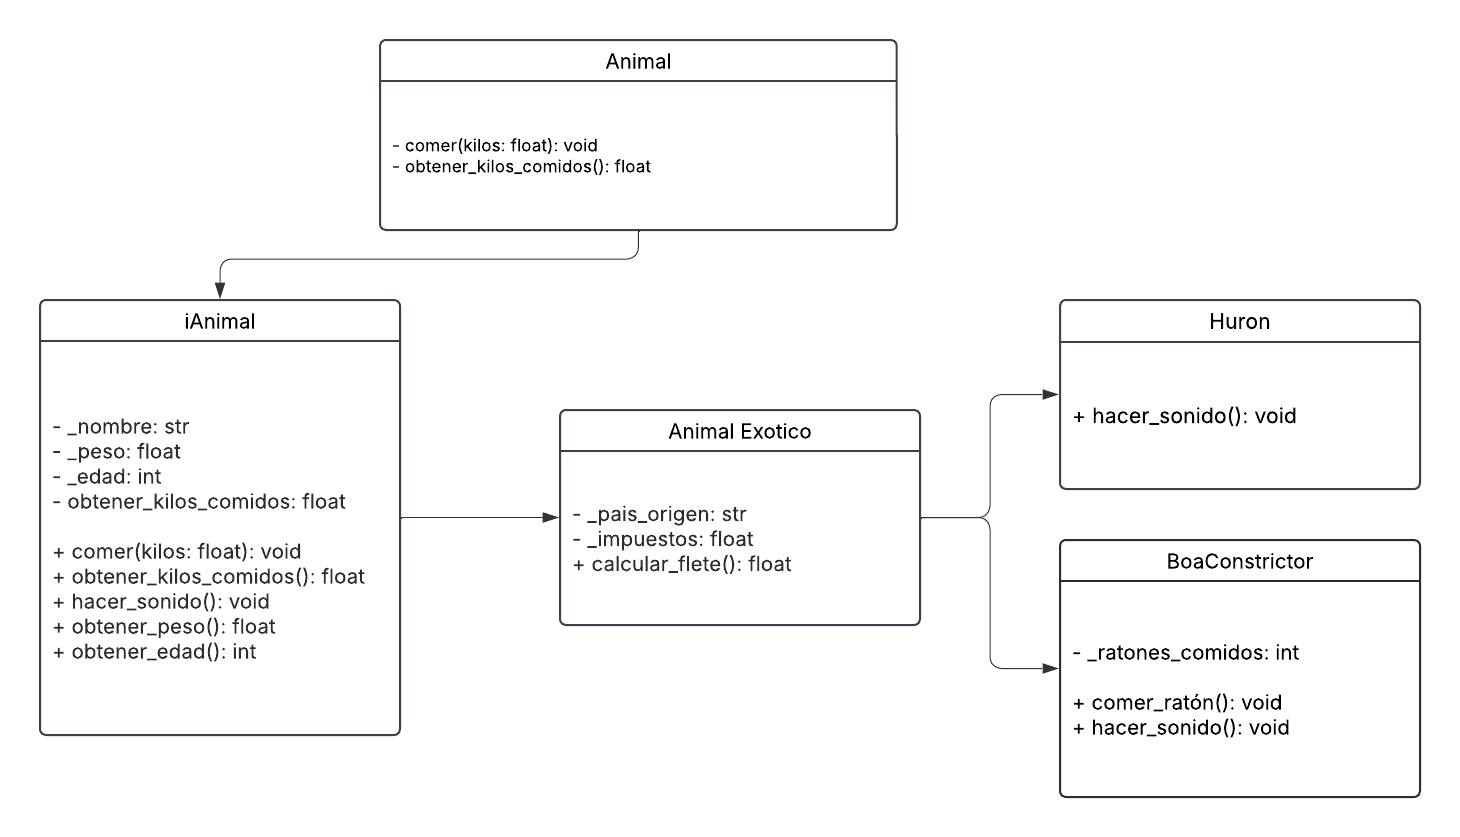 Animal
- comer(kilos: float): void
- obtener_kilos_comidos(): float
iAnimal
- _nombre: str
- _peso: float
- _edad: int
- obtener_kilos_comidos: float
+ comer(kilos: float): void
+ obtener_kilos_comidos(): float
+ hacer_sonido(): void
+ obtener_peso(): float
+ obtener_edad(): int
Animal Exotico
- _pais_origen: str
- _impuestos: float
+ calcular_flete(): float
Huron
+ hacer_sonido(): void
BoaConstrictor
- _ratones_comidos: int
+ comer_ratón(): void
+ hacer_sonido(): void